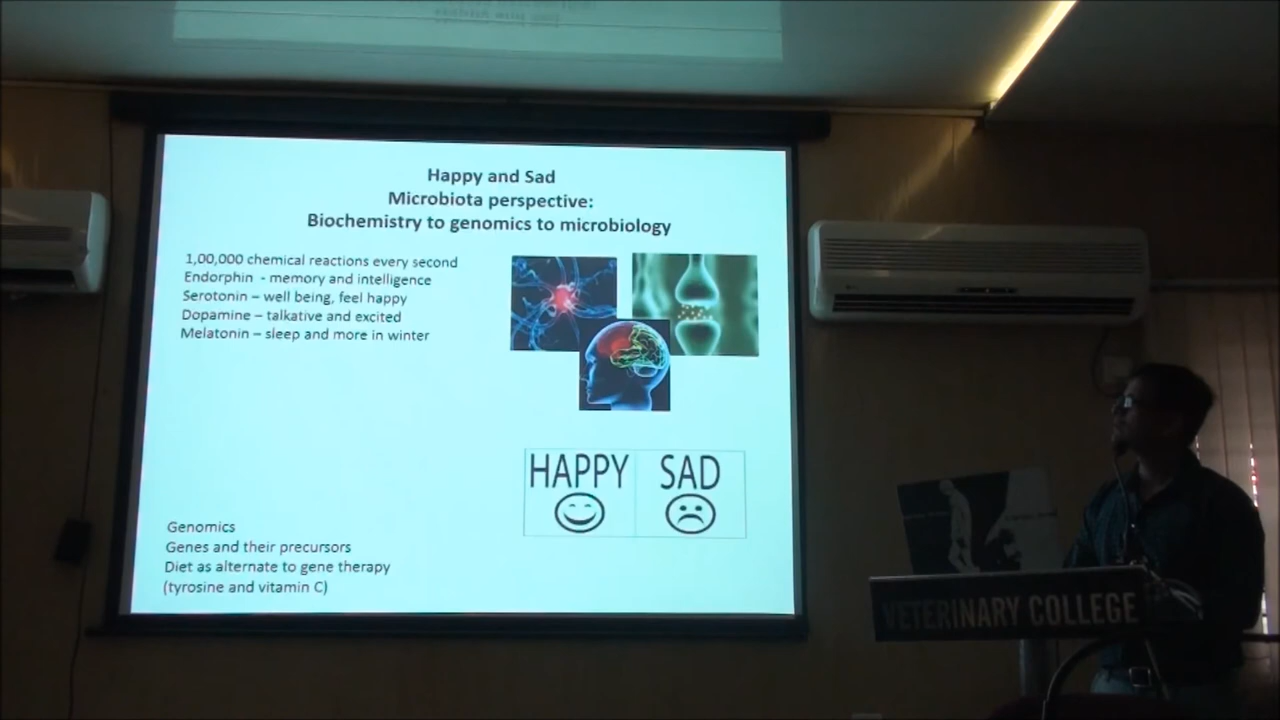 Happy and Sad
Microbiota perspective:
Biochemistry to genomics to microbiology
1,00,000 chemical reactions every second
Endorphin - memory and intelligence
Serotonin – well being, feel happy
Dopamine – talkative and excited
Melatonin – sleep and more in winter
HAPPY SAD
Genomics
Genes and their precursors
Diet as alternate to gene therapy
(tyrosine and vitamin C)
VETERINARY COLLEGE